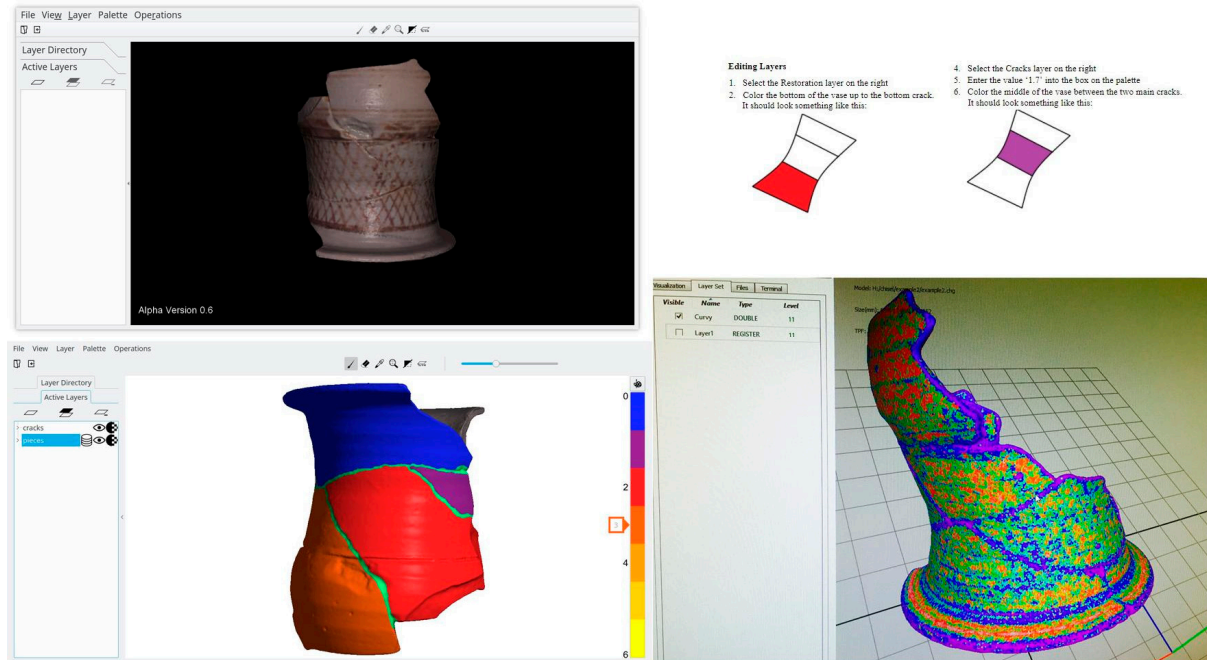 File View Layer Palette Operations
Layer Directory
Active Layers
Alpha Version 0.6
Editing Layers
1. Select the Restoration layer on the right
2. Color the bottom of the vase up to the bottom crack.
It should look something like this:
4. Select the Cracks layer on the right
5. Enter the value ‘1.7’ into the box on the palette
6. Color the middle of the vase between the two main cracks.
It should look something like this:
File View Layer Palette Operations
Layer Directory
Active Layers
cracks
pieces
0
2
3
4
6
Visualization Layer Set Files Terminal
Visible Name Type Level
Curvy DOUBLE 11
Layer1 REGISTER 11